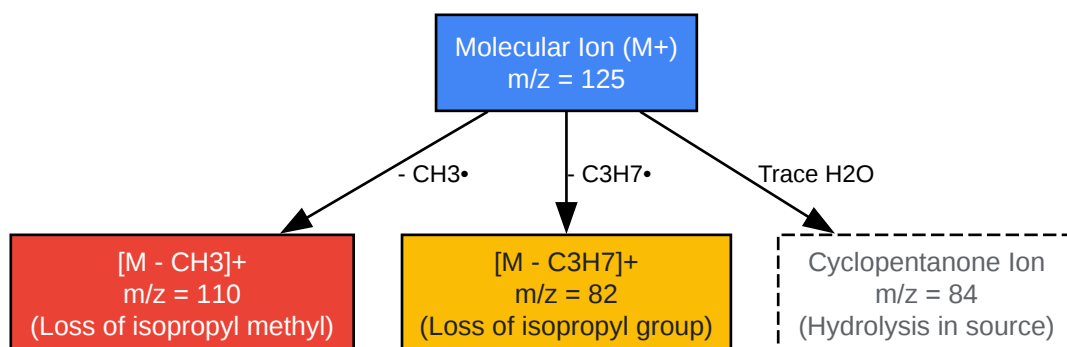 Molecular Ion (M+)
m/z = 125
- CH3•
- C3H7•
Trace H2O
[M - CH3]+
m/z = 110
(Loss of isopropyl methyl)
[M - C3H7]+
m/z = 82
(Loss of isopropyl group)
Cyclopentanone Ion
m/z = 84
(Hydrolysis in source)